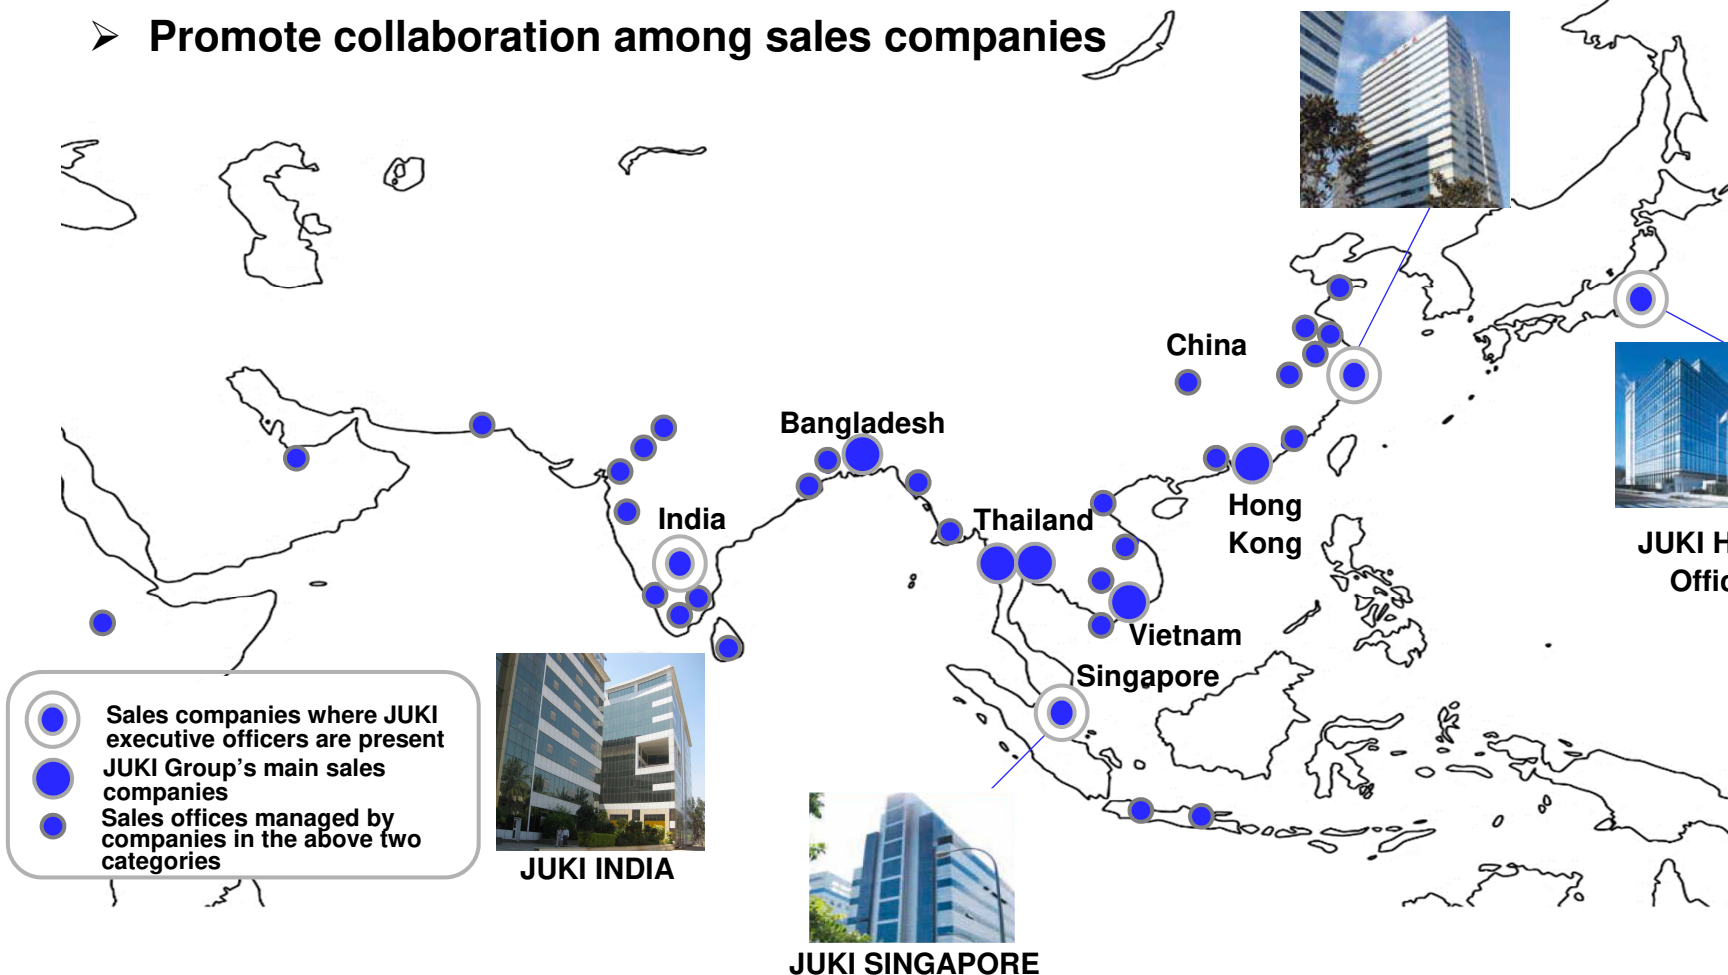 ➢ Promote collaboration among sales companies
China
Bangladesh
India
Thailand
Hong
Kong
Vietnam
Singapore
JUKI H
Offic
Sales companies where JUKI
executive officers are present
JUKI Group’s main sales
companies
Sales offices managed by
companies in the above two
categories
JUKI INDIA
JUKI SINGAPORE